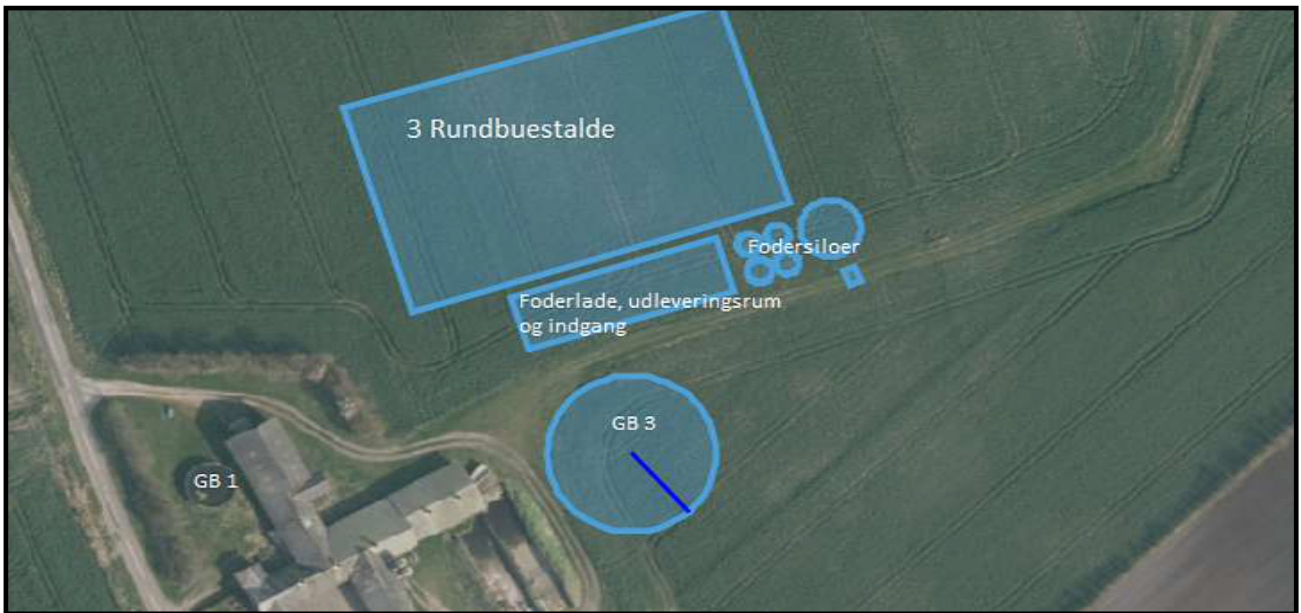 3 Rundbuestalde
Fodersiloer
Foderlade, udleveringsrum
og indgang
GB 3
GB 1